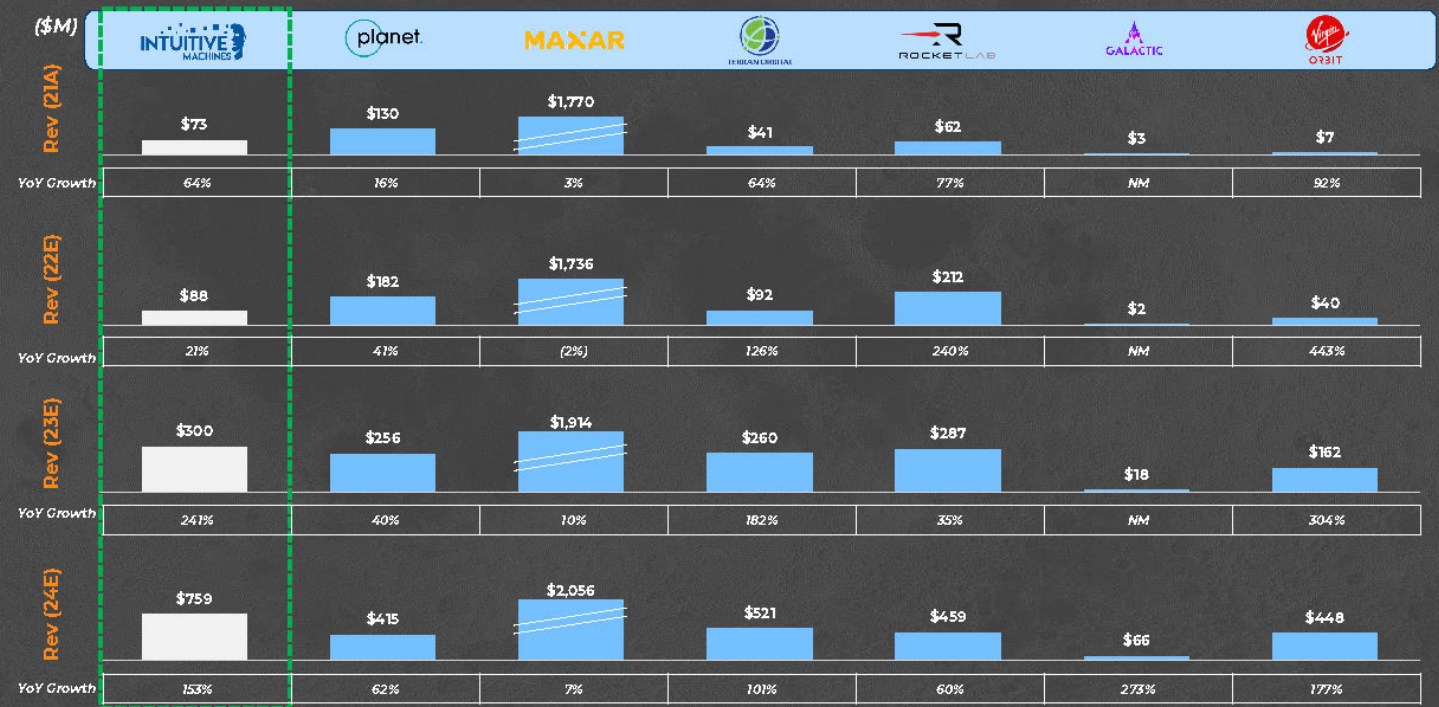 ($M)
INTUITIVE
MACHINES
planet.
MAXAR
TERRAN ORBITAL
ROCKETLAB
GALACTIC
Virgin
ORBIT
Rev (21A)
$73
$130
$1,770
$41
$62
$3
$7
YoY Growth 64% 16% 3% 64% 77% NM 92%
Rev (22E)
$88
$182
$1,736
$92
$212
$2
$40
YoY Growth 21% 41% (2%) 126% 240% NM 443%
Rev (23E)
$300
$256
$1,914
$260
$287
$18
$162
YoY Growth 241% 40% 10% 182% 35% NM 304%
Rev (24E)
$759
$415
$2,056
$521
$459
$66
$448
YoY Growth 153% 62% 7% 101% 60% 273% 177%